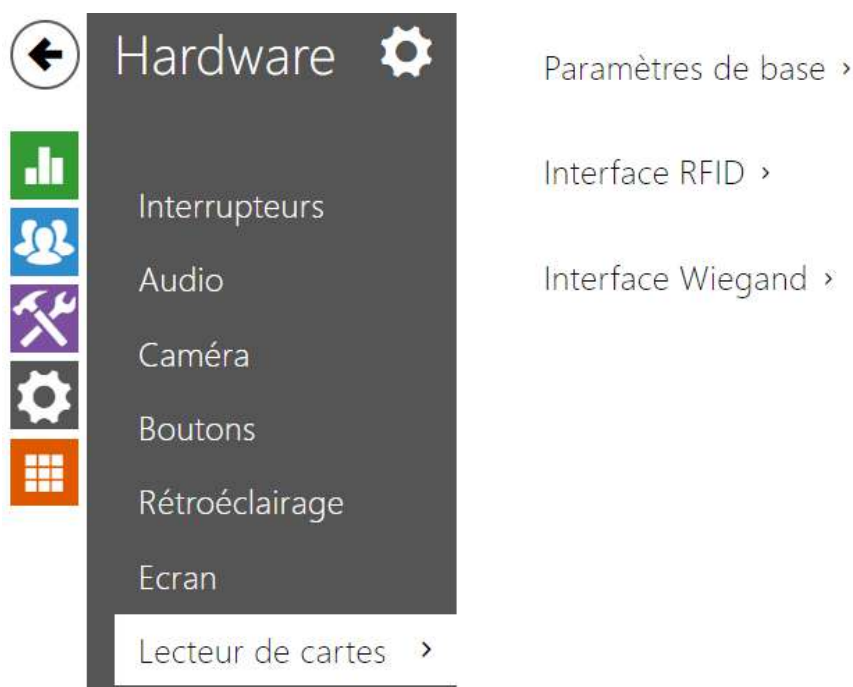 Hardware
Interrupteurs
Audio
Caméra
Boutons
Rétroéclairage
Ecran
Lecteur de cartes
Paramètres de base
Interface RFID
Interface Wiegand